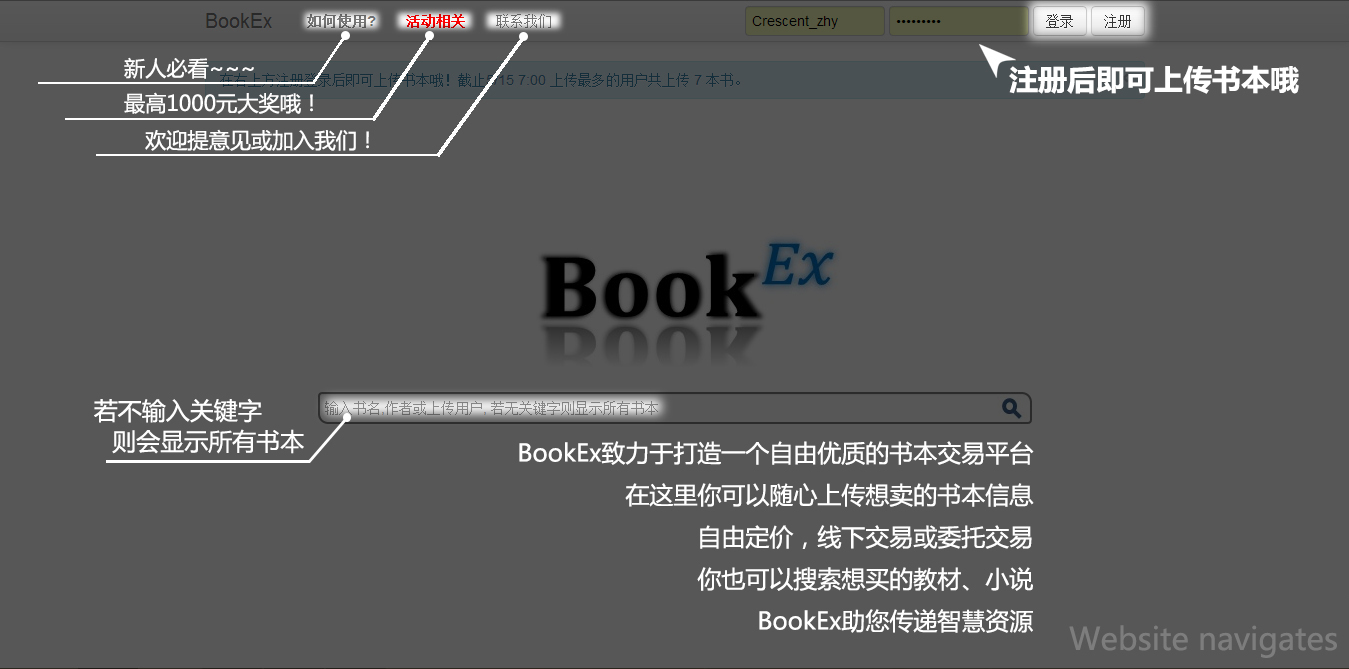 BookEx 如何使用? 活动相关 联系我们 Crescent_zhy ••••••••• 登录 注册
新人必看~~~
在右上方注册登录后即可上传书本哦! 截止5/15 7:00 上传最多的用户共上传 7 本书。
注册后即可上传书本哦
最高1000元大奖哦！
欢迎提意见或加入我们！
BookEx
若不输入关键字
则会显示所有书本
输入书名,作者或上传用户, 若无关键字则显示所有书本
BookEx致力于打造一个自由优质的书本交易平台
在这里你可以随心上传想卖的书本信息
自由定价，线下交易或委托交易
你也可以搜索想买的教材、小说
BookEx助您传递智慧资源
Website navigates